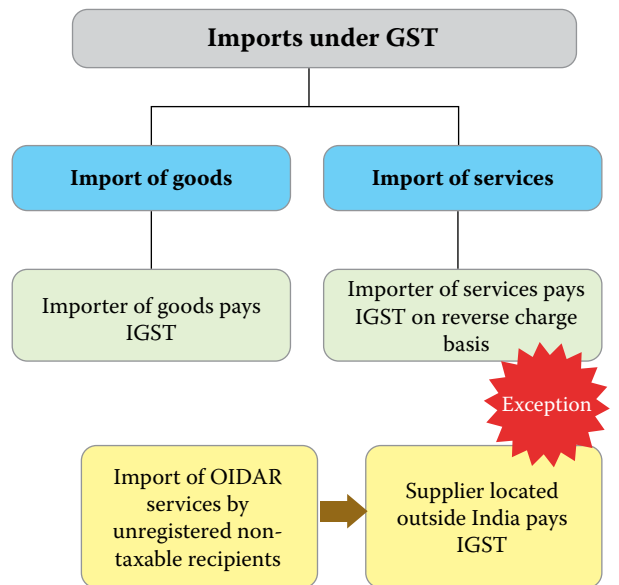 Imports under GST
Import of goods
Import of services
Importer of goods pays
IGST
Importer of services pays
IGST on reverse charge
basis
Exception
Import of OIDAR
services by
unregistered non-
taxable recipients
Supplier located
outside India pays
IGST